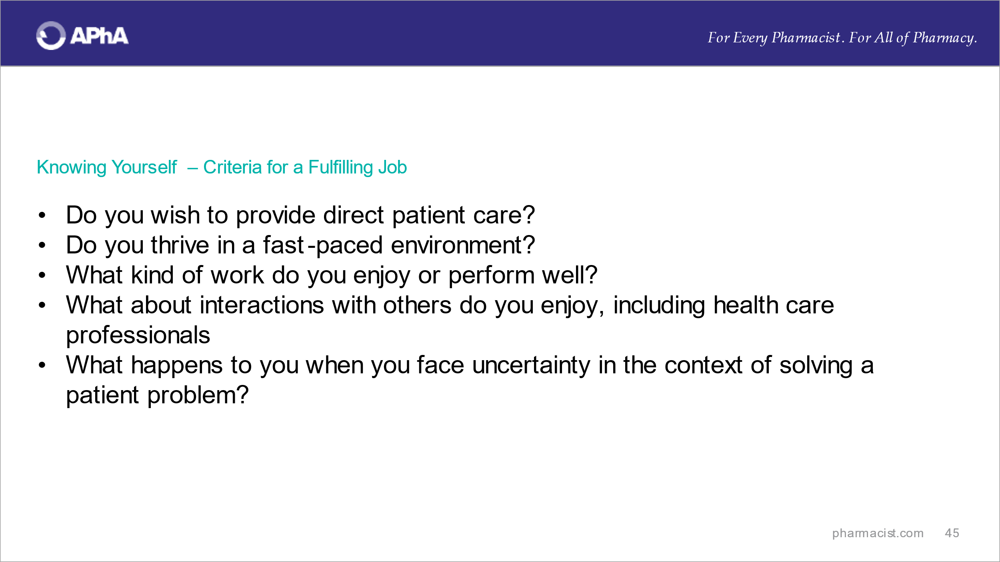 APhA
For Every Pharmacist. For All of Pharmacy.
Knowing Yourself – Criteria for a Fulfilling Job
• Do you wish to provide direct patient care?
• Do you thrive in a fast-paced environment?
• What kind of work do you enjoy or perform well?
• What about interactions with others do you enjoy, including health care
professionals
• What happens to you when you face uncertainty in the context of solving a
patient problem?
pharmacist.com 45